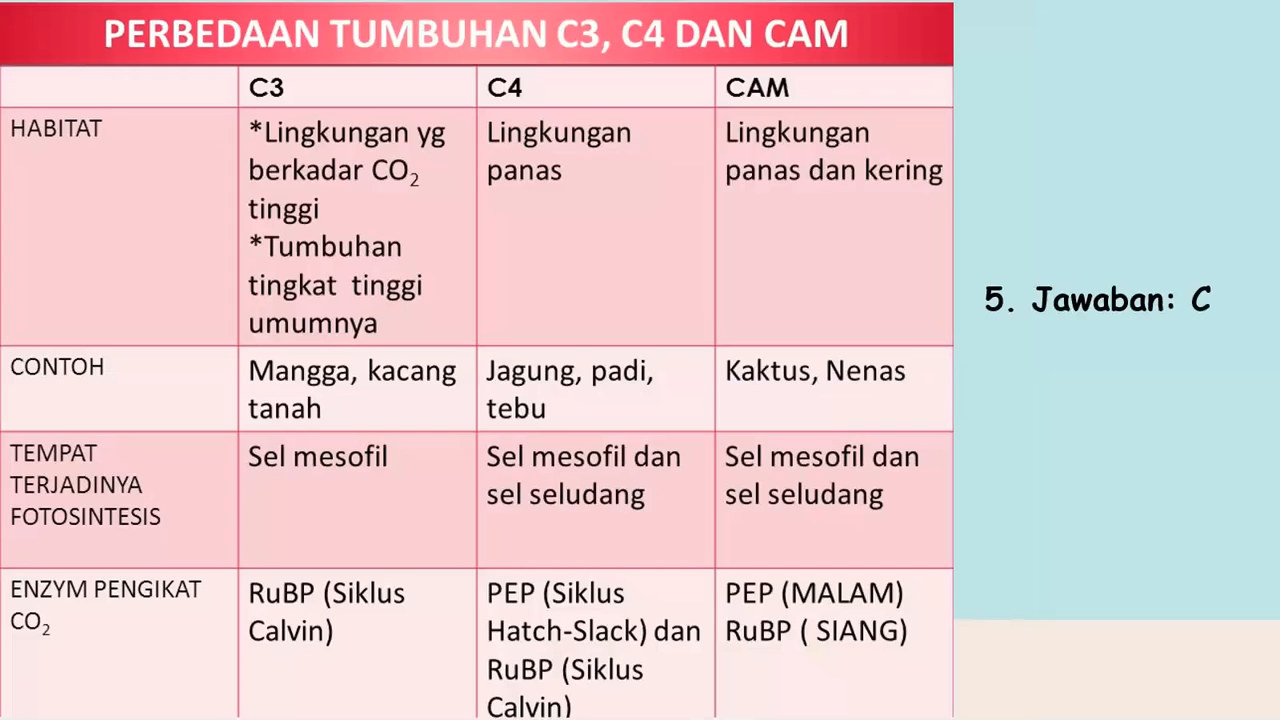 PERBEDAAN TUMBUHAN C3, C4 DAN CAM
C3
C4
CAM
HABITAT
*Lingkungan yg
berkadar CO₂
tinggi
*Tumbuhan
tingkat tinggi
umumnya
Lingkungan
panas
Lingkungan
panas dan kering
CONTOH
Mangga, kacang
tanah
Jagung, padi,
tebu
Kaktus, Nenas
TEMPAT
TERJADINYA
FOTOSINTESIS
Sel mesofil
Sel mesofil dan
sel seludang
Sel mesofil dan
sel seludang
ENZYM PENGIKAT
CO₂
RuBP (Siklus
Calvin)
PEP (Siklus
Hatch-Slack) dan
RuBP (Siklus
Calvin)
PEP (MALAM)
RuBP ( SIANG)
5. Jawaban: C